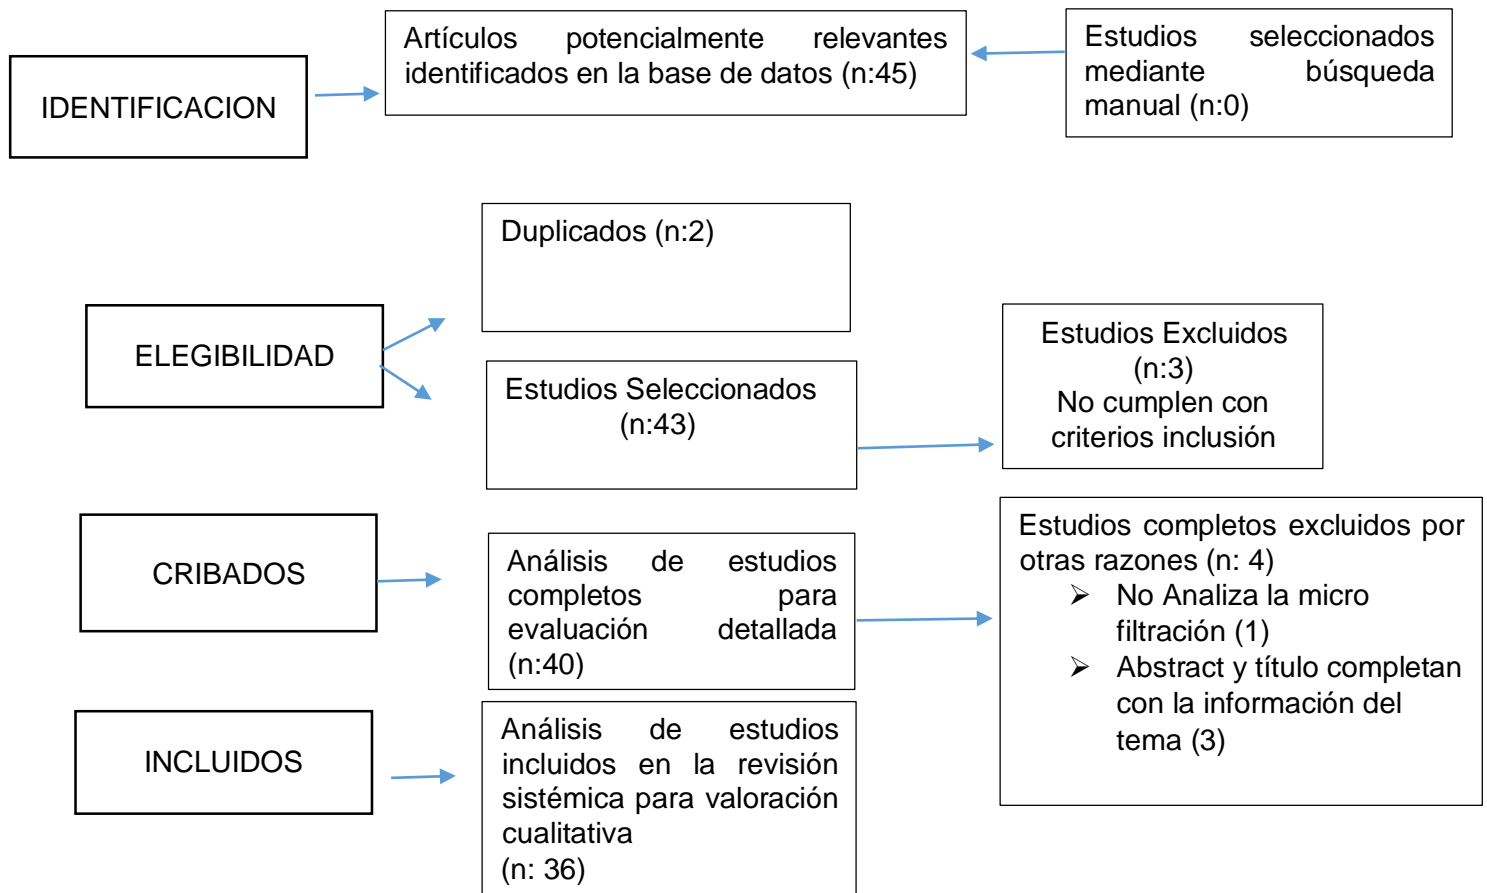 IDENTIFICACION
Artículos potencialmente relevantes
identificados en la base de datos (n:45)
Estudios seleccionados
mediante búsqueda
manual (n:0)
ELEGIBILIDAD
Duplicados (n:2)
Estudios Seleccionados
(n:43)
Estudios Excluidos
(n:3)
No cumplen con
criterios inclusión
CRIBADOS
Análisis de estudios
completos para
evaluación detallada
(n:40)
Estudios completos excluidos por
otras razones (n: 4)
➢ No Analiza la micro
filtración (1)
➢ Abstract y título completan
con la información del
tema (3)
INCLUIDOS
Análisis de estudios
incluidos en la revisión
sistémica para valoración
cualitativa
(n: 36)